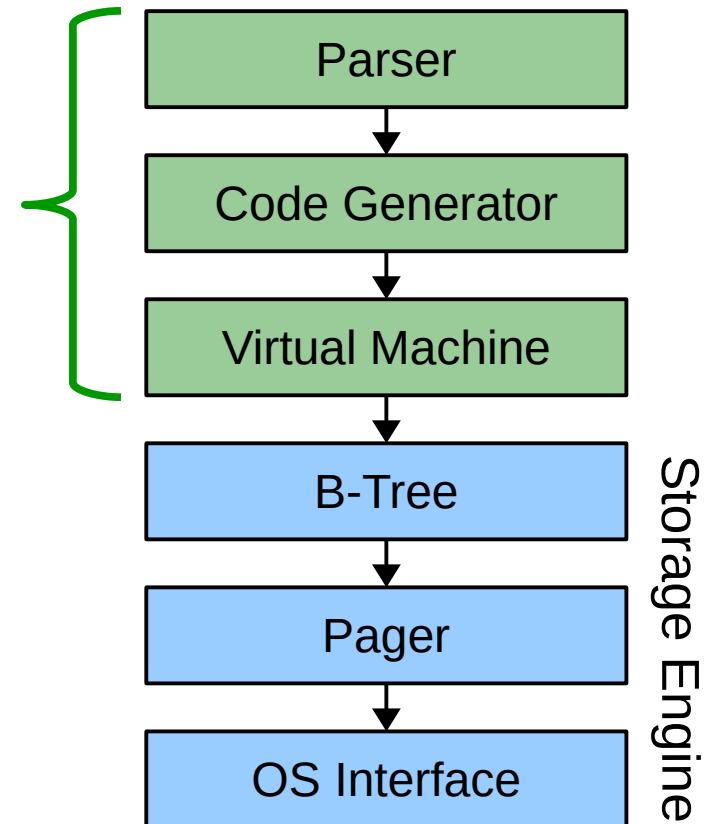 Parser
Code Generator
Virtual Machine
B-Tree
Pager
OS Interface
Storage Engine